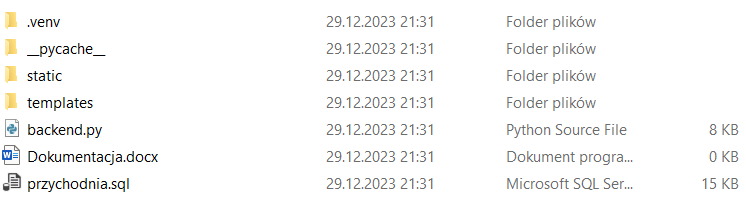 .venv 29.12.2023 21:31 Folder plików
__pycache__ 29.12.2023 21:31 Folder plików
static 29.12.2023 21:31 Folder plików
templates 29.12.2023 21:31 Folder plików
backend.py 29.12.2023 21:31 Python Source File 8 KB
Dokumentacja.docx 29.12.2023 21:31 Dokument progra... 0 KB
przychodnia.sql 29.12.2023 21:31 Microsoft SQL Ser... 15 KB